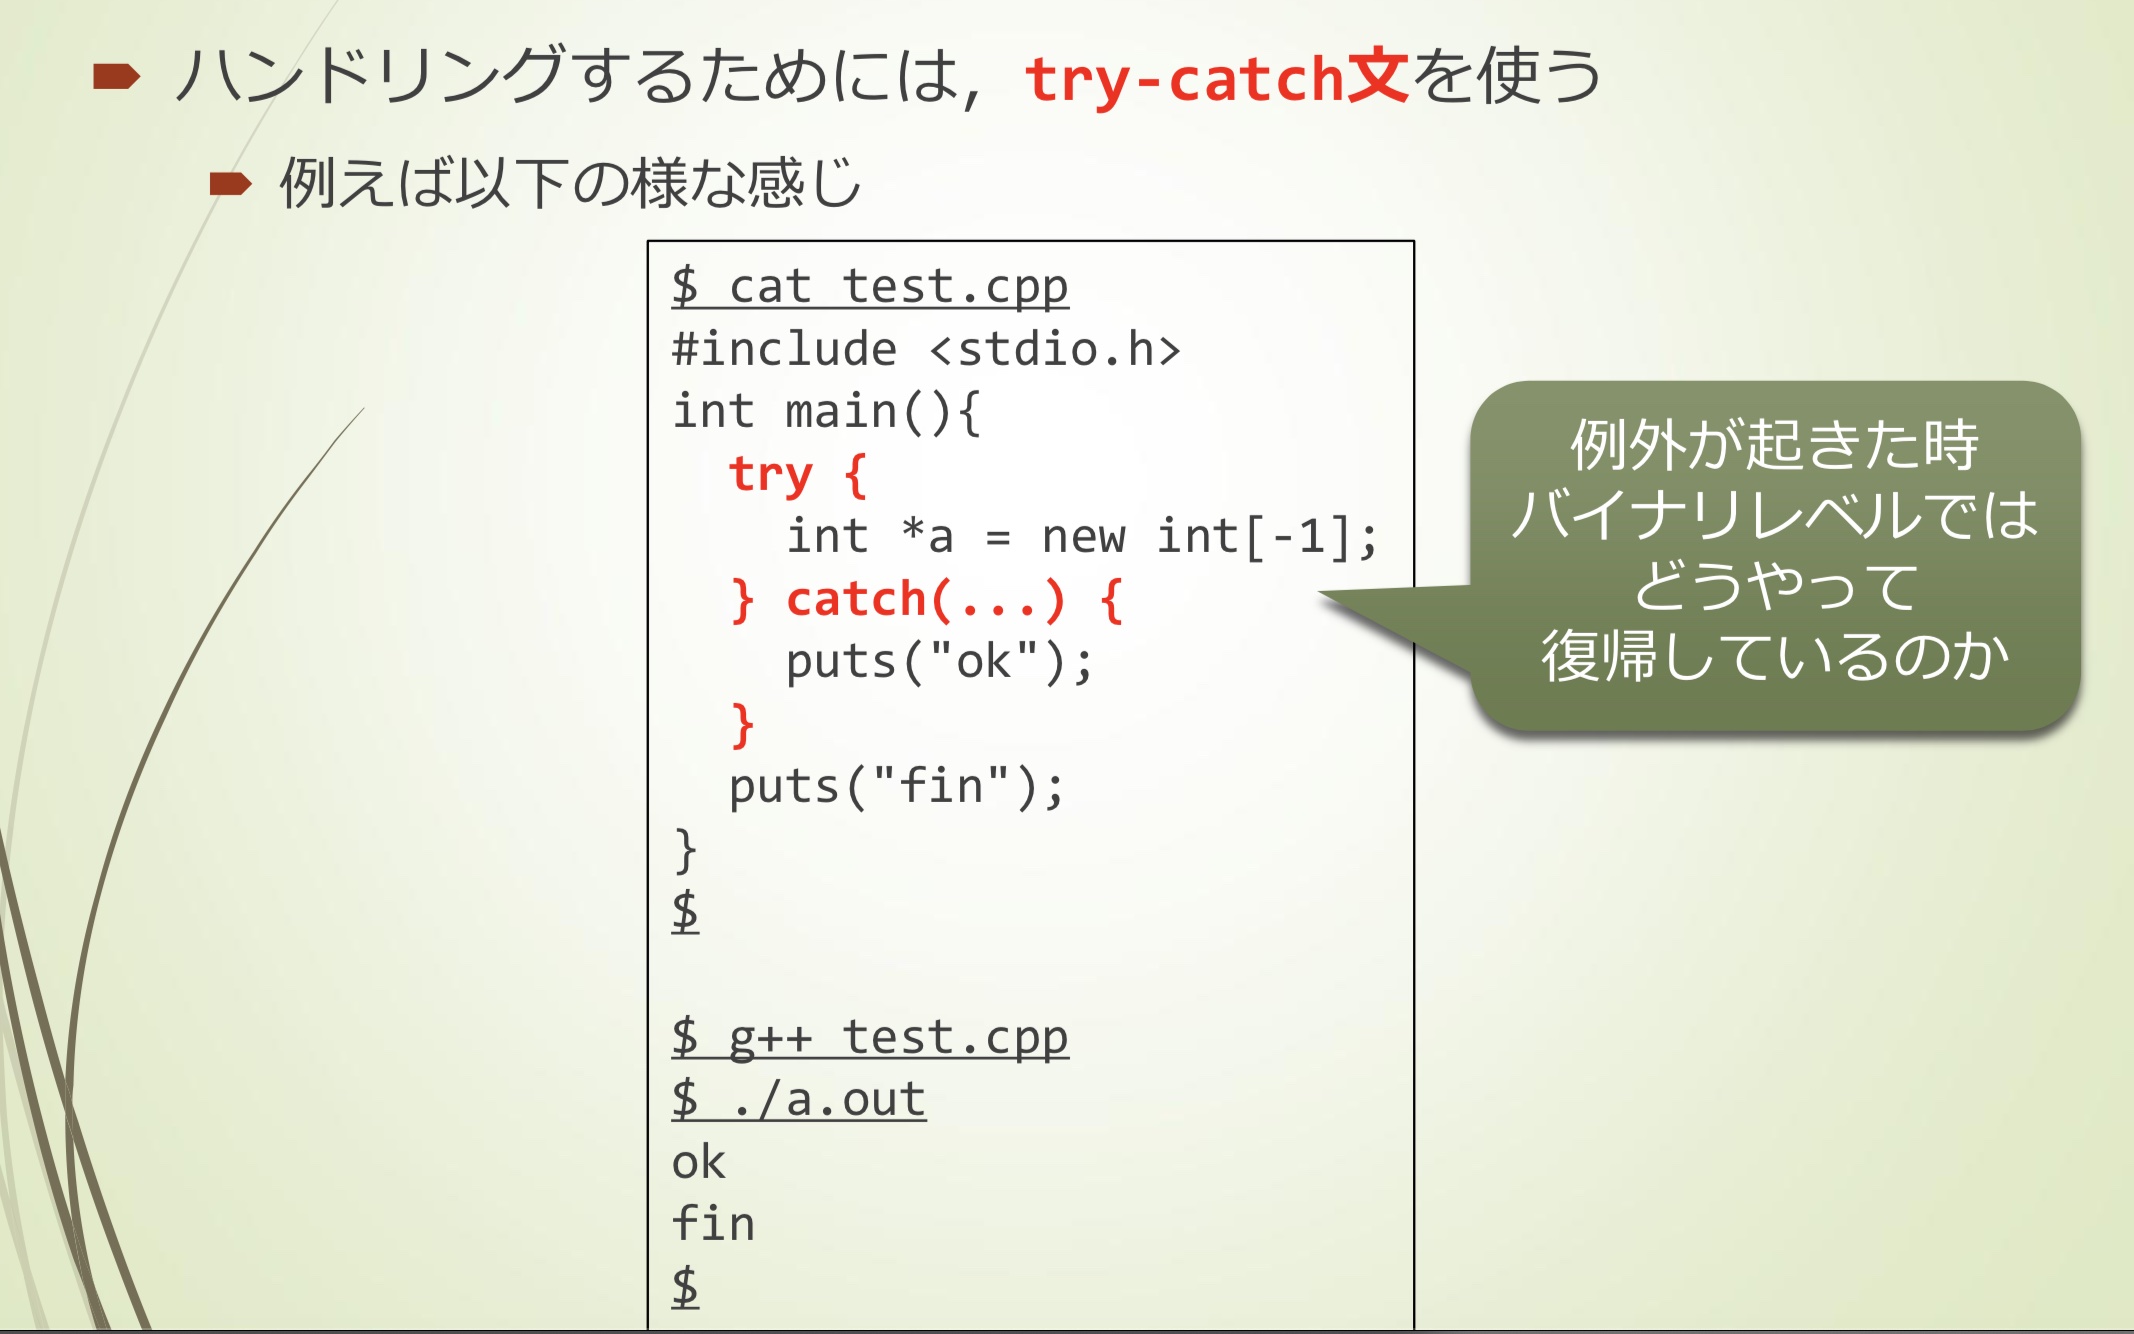 ハンドリングするためには，try-catch文を使う
例えば以下の様な感じ
$ cat test.cpp
#include <stdio.h>
int main(){
  try {
    int *a = new int[-1];
  } catch(...) {
    puts("ok");
  }
  puts("fin");
}
$
$ g++ test.cpp
$ ./a.out
ok
fin
$
例外が起きた時
バイナリレベルでは
どうやって
復帰しているのか